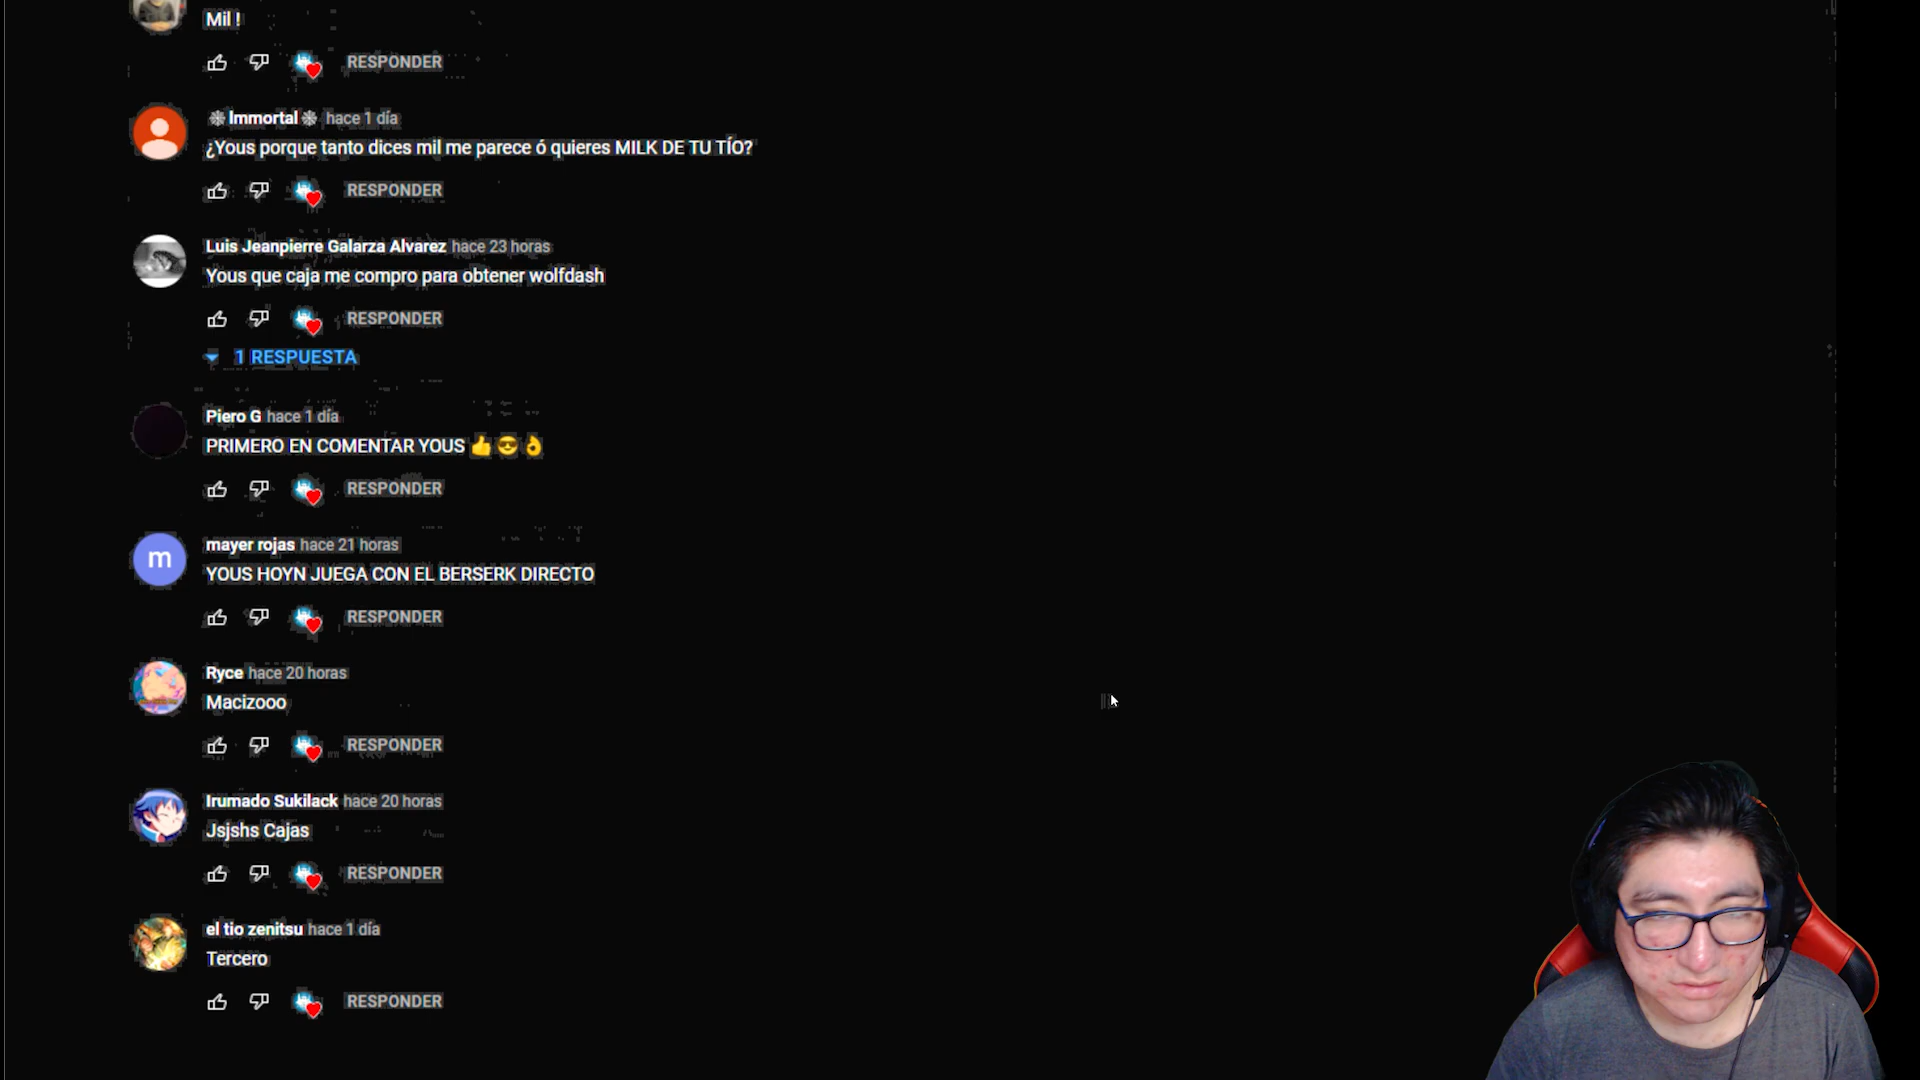 Mil !
RESPONDER
❄Immortal❄ hace 1 día
¿Yous porque tanto dices mil me parece ó quieres MILK DE TU TÍO?
RESPONDER
Luis Jeanpierre Galarza Alvarez hace 23 horas
Yous que caja me compro para obtener wolfdash
RESPONDER
1 RESPUESTA
Piero G hace 1 día
PRIMERO EN COMENTAR YOUS 👍😎👌
RESPONDER
m
mayer rojas hace 21 horas
YOUS HOYN JUEGA CON EL BERSERK DIRECTO
RESPONDER
Ryce hace 20 horas
Macizooo
RESPONDER
Irumado Sukilack hace 20 horas
Jsjshs Cajas
RESPONDER
el tio zenitsu hace 1 día
Tercero
RESPONDER